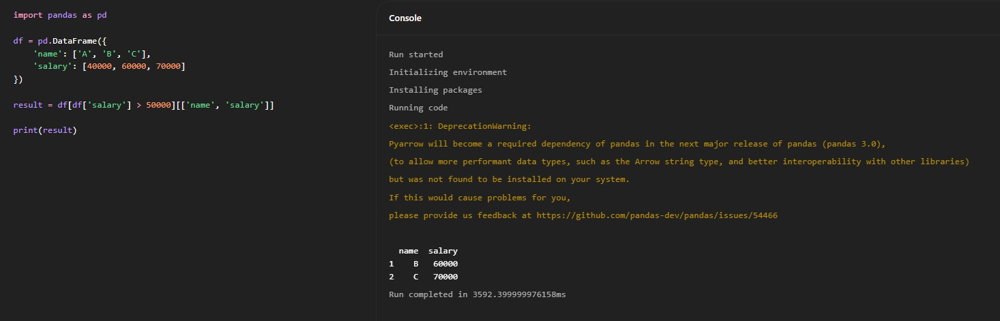 import pandas as pd
df = pd.DataFrame({
    'name': ['A', 'B', 'C'],
    'salary': [40000, 60000, 70000]
})
result = df[df['salary'] > 50000][['name', 'salary']]
print(result)
Console
Run started
Initializing environment
Installing packages
Running code
<exec>:1: DeprecationWarning:
Pyarrow will become a required dependency of pandas in the next major release of pandas (pandas 3.0),
(to allow more performant data types, such as the Arrow string type, and better interoperability with other libraries)
but was not found to be installed on your system.
If this would cause problems for you,
please provide us feedback at https://github.com/pandas-dev/pandas/issues/54466
  name  salary
1    B   60000
2    C   70000
Run completed in 3592.399999976158ms